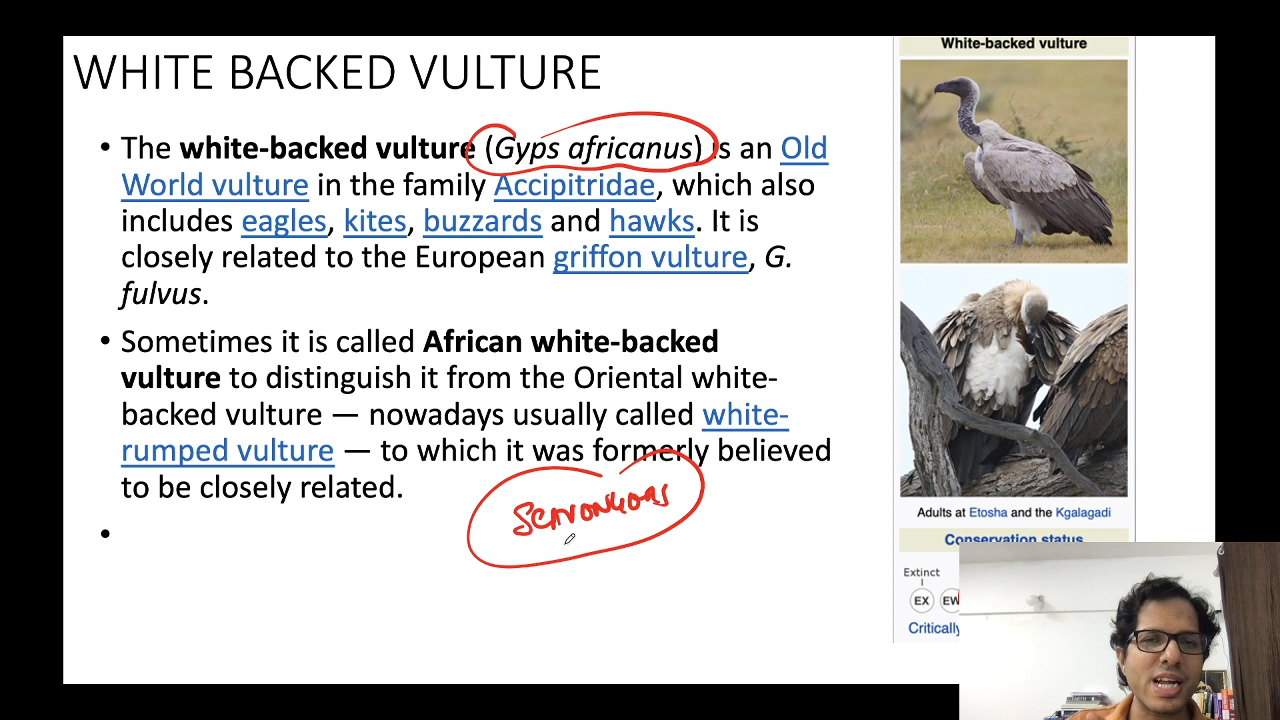 WHITE BACKED VULTURE
• The white-backed vulture (Gyps africanus) is an Old
World vulture in the family Accipitridae, which also
includes eagles, kites, buzzards and hawks. It is
closely related to the European griffon vulture, G.
fulvus.
• Sometimes it is called African white-backed
vulture to distinguish it from the Oriental white-
backed vulture — nowadays usually called white-
rumped vulture — to which it was formerly believed
to be closely related.
•
White-backed vulture
Adults at Etosha and the Kgalagadi
Conservation status
Extinct
EX EW
Critically